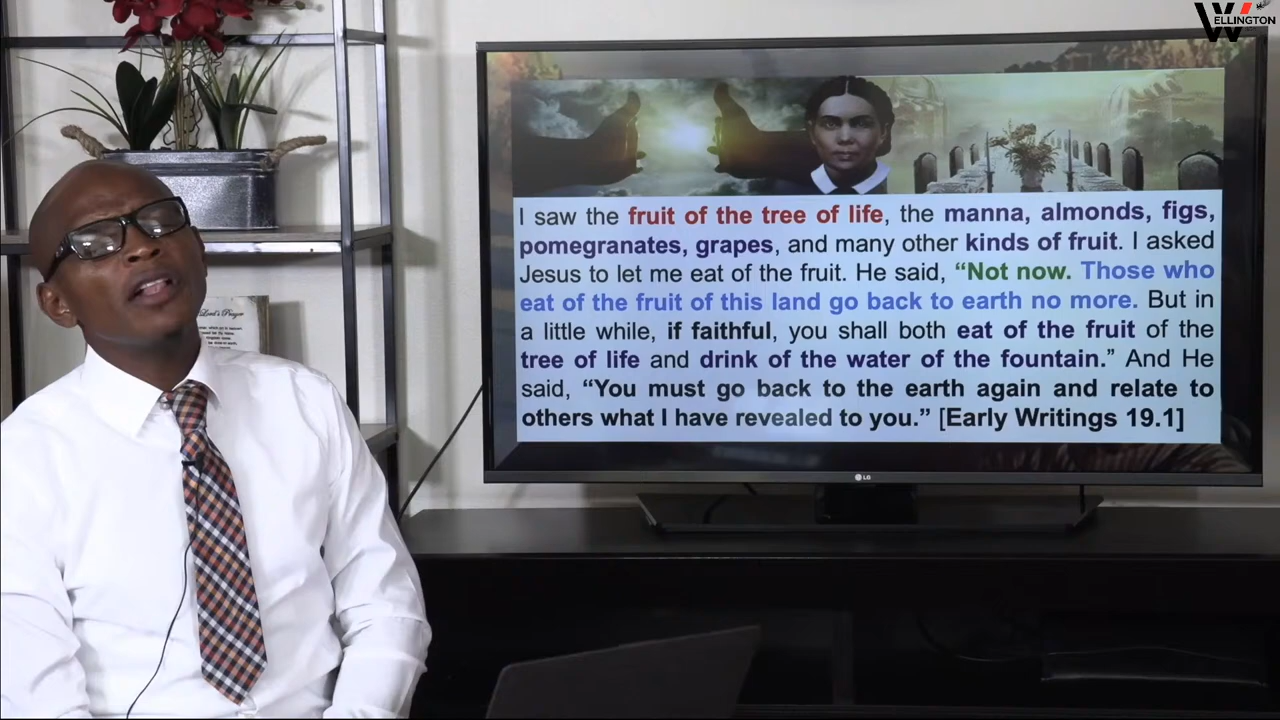 WELLINGTON
I saw the fruit of the tree of life, the manna, almonds, figs,
pomegranates, grapes, and many other kinds of fruit. I asked
Jesus to let me eat of the fruit. He said, “Not now. Those who
eat of the fruit of this land go back to earth no more. But in
a little while, if faithful, you shall both eat of the fruit of the
tree of life and drink of the water of the fountain.” And He
said, “You must go back to the earth again and relate to
others what I have revealed to you.” [Early Writings 19.1]
Lord's Prayer
LG